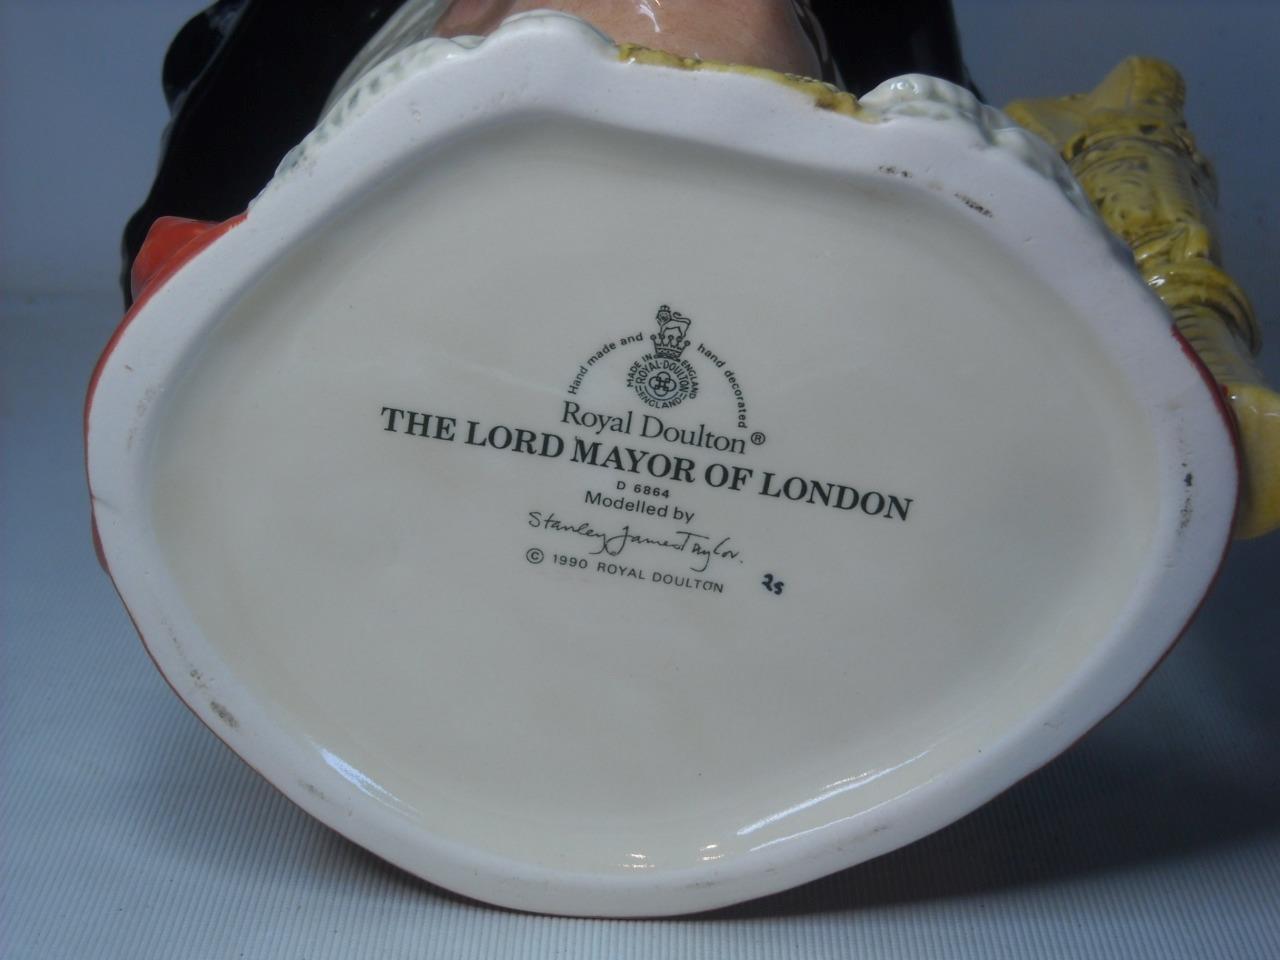 Hand made and hand decorated
MADE IN ENGLAND
ROYAL·DOULTON
ENGLAND
Royal Doulton®
THE LORD MAYOR OF LONDON
D 6864
Modelled by
Stanley James Taylor.
© 1990 ROYAL DOULTON
25